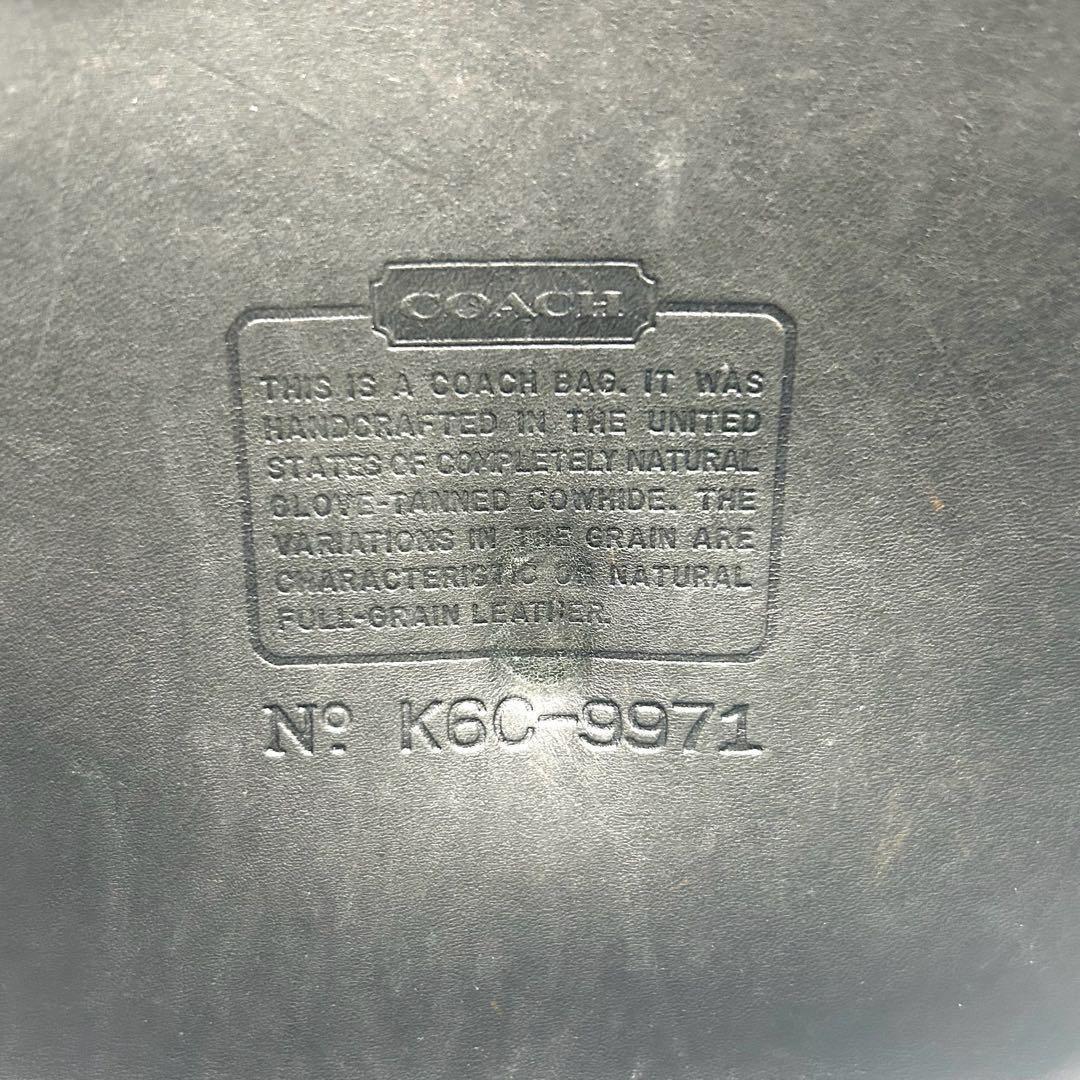 COACH
THIS IS A COACH BAG. IT WAS
HANDCRAFTED IN THE UNITED
STATES OF COMPLETELY NATURAL
GLOVE-TANNED COWHIDE. THE
VARIATIONS IN THE GRAIN ARE
CHARACTERISTIC OF NATURAL
FULL-GRAIN LEATHER.
Nº K6C-9971